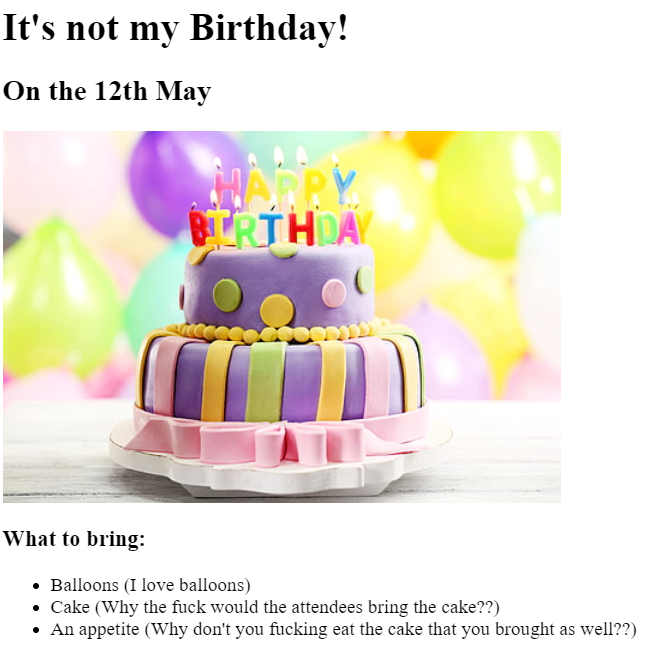 It's not my Birthday!
On the 12th May
HAPPY
BIRTHDAY
What to bring:
• Balloons (I love balloons)
• Cake (Why the fuck would the attendees bring the cake??)
• An appetite (Why don't you fucking eat the cake that you brought as well??)